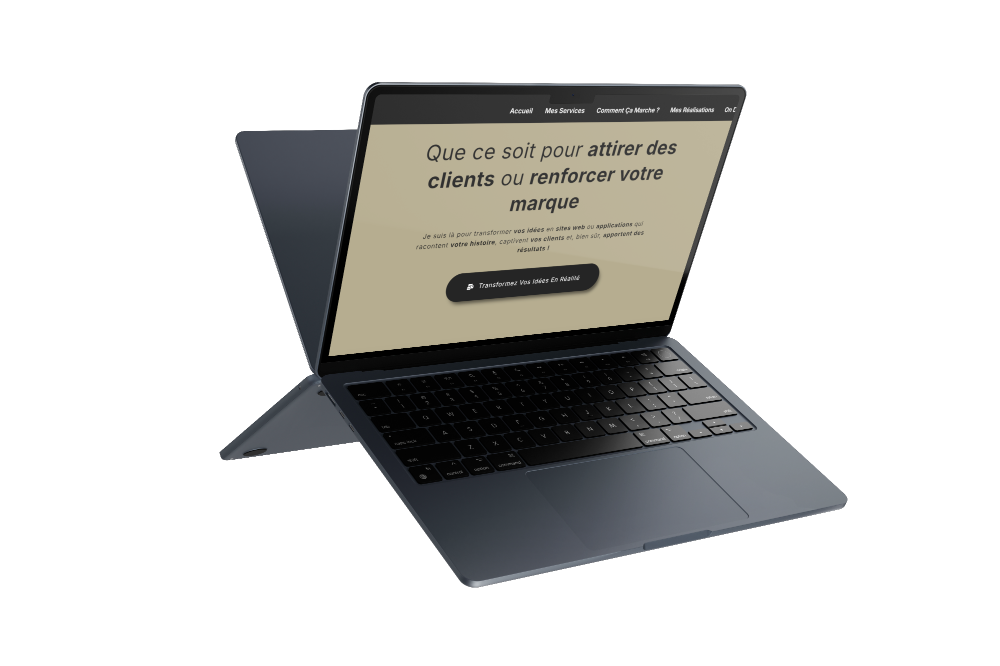 Accueil Mes Services Comment Ça Marche ? Mes Réalisations On
Que ce soit pour attirer des
clients ou renforcer votre
marque
Je suis là pour transformer vos idées en sites web ou applications qui
racontent votre histoire, captivent vos clients et, bien sûr, apportent des
résultats !
Transformez Vos Idées En Réalité